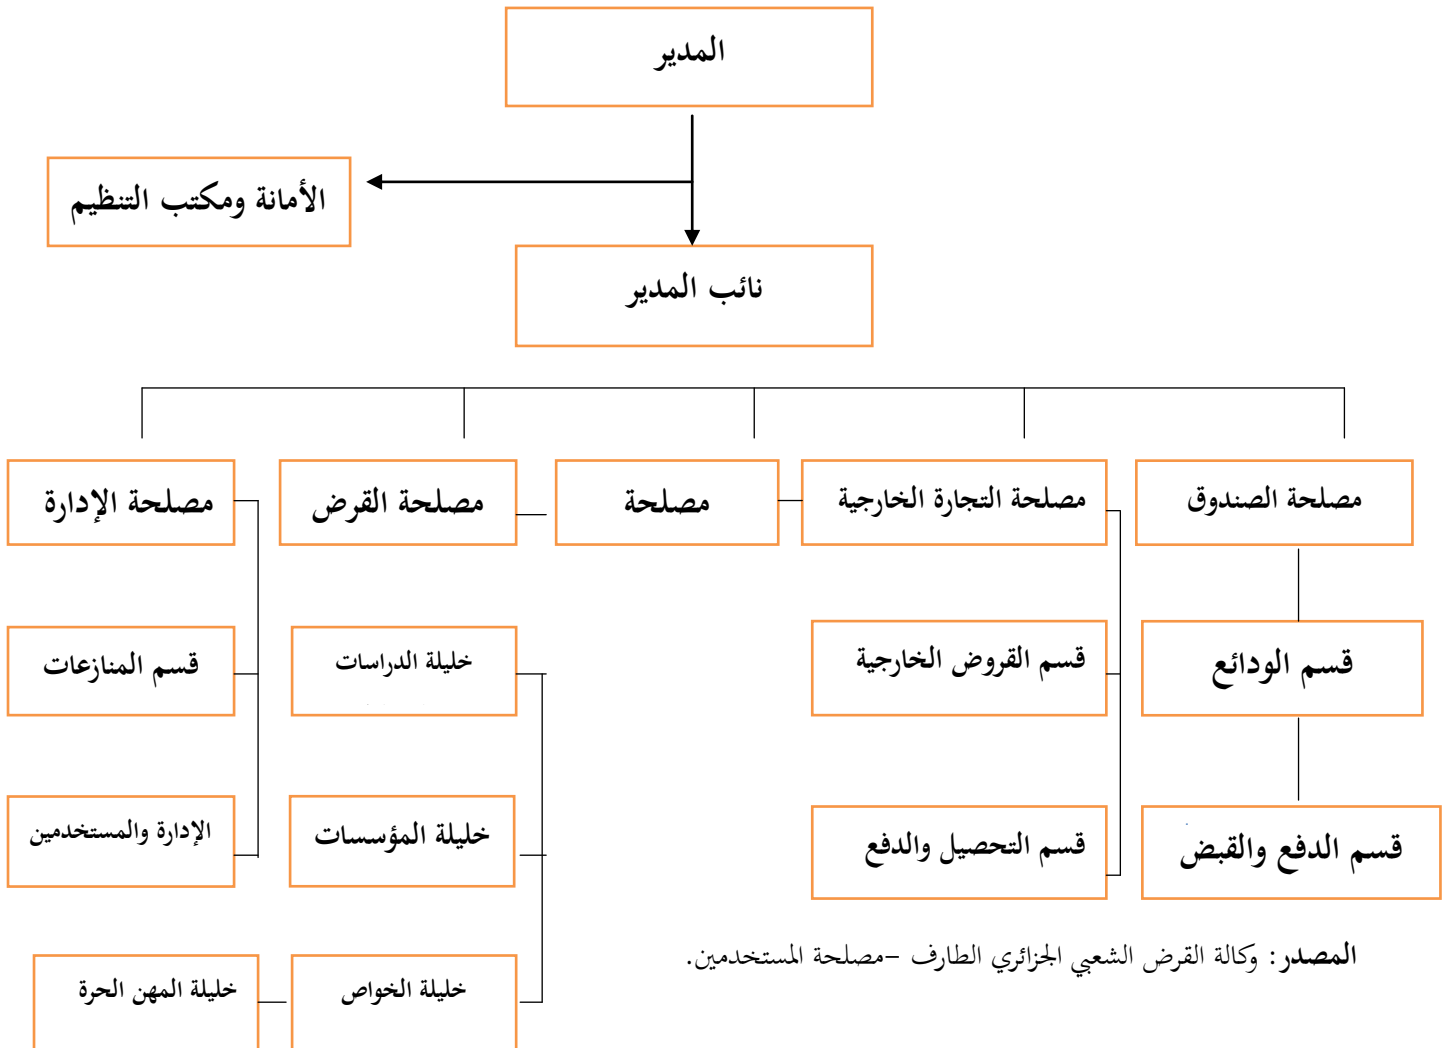 المدير
الأمانة ومكتب التنظيم
نائب المدير
مصلحة الصندوق
مصلحة التجارة الخارجية
مصلحة
مصلحة القرض
مصلحة الإدارة
قسم الودائع
قسم القروض الخارجية
خليلة الدراسات
قسم المنازعات
قسم الدفع والقبض
قسم التحصيل والدفع
خليلة المؤسسات
الإدارة والمستخدمين
المصدر: وكالة القرض الشعبي الجزائري الطارف –مصلحة المستخدمين.
خليلة الخواص
خليلة المهن الحرة